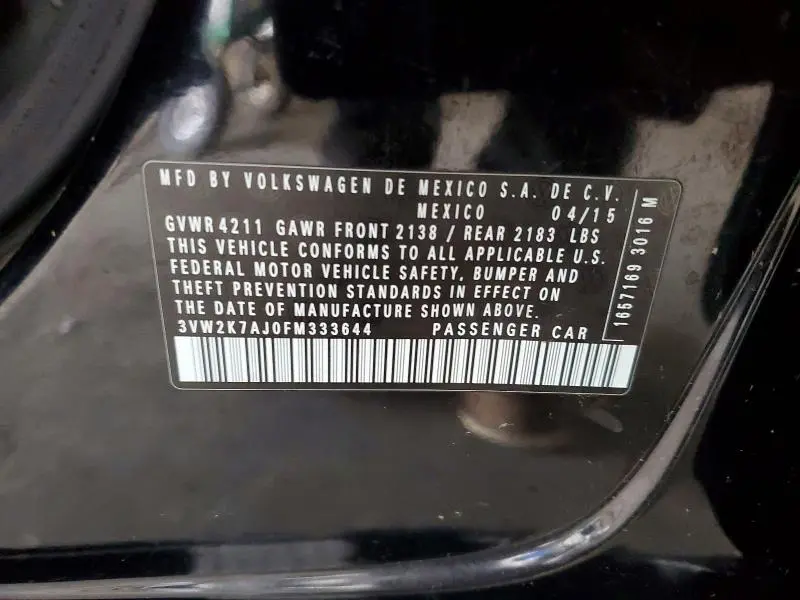 MFD BY VOLKSWAGEN DE MEXICO S.A. DE C.V.
MEXICO 04/15
GVWR 4211 GAWR FRONT 2138 / REAR 2183 LBS
THIS VEHICLE CONFORMS TO ALL APPLICABLE U.S.
FEDERAL MOTOR VEHICLE SAFETY, BUMPER AND
THEFT PREVENTION STANDARDS IN EFFECT ON
THE DATE OF MANUFACTURE SHOWN ABOVE.
3VW2K7AJ0FM333644 PASSENGER CAR
1657169 3016 M